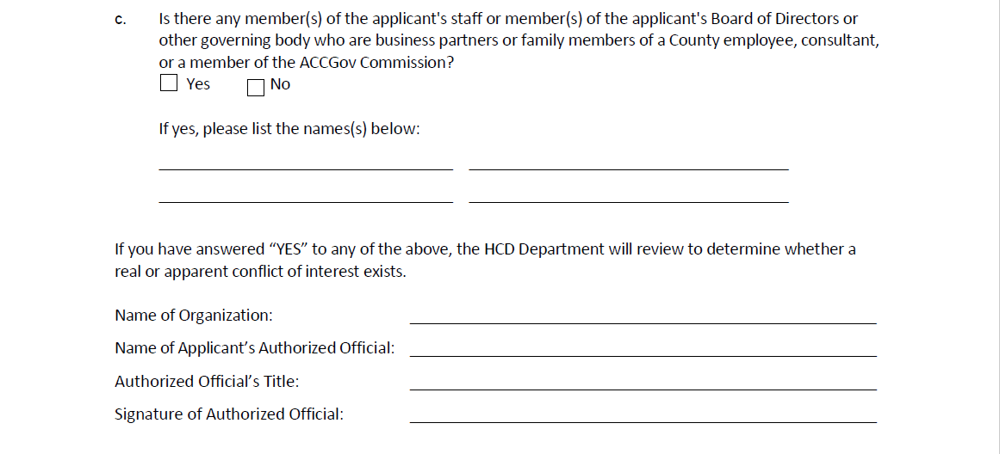 c. Is there any member(s) of the applicant's staff or member(s) of the applicant's Board of Directors or
other governing body who are business partners or family members of a County employee, consultant,
or a member of the ACCGov Commission?
Yes No
If yes, please list the names(s) below:
If you have answered “YES” to any of the above, the HCD Department will review to determine whether a
real or apparent conflict of interest exists.
Name of Organization:
Name of Applicant’s Authorized Official:
Authorized Official’s Title:
Signature of Authorized Official: